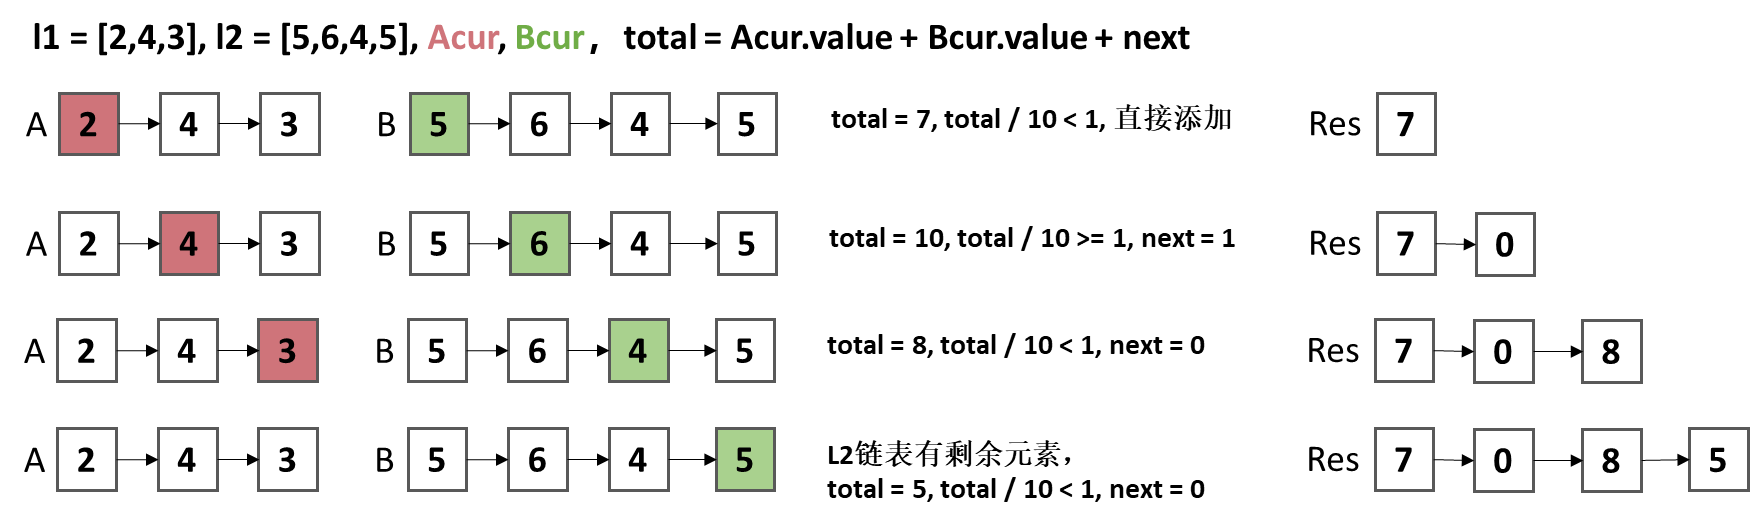 l1 = [2,4,3], l2 = [5,6,4,5], Acur, Bcur， total = Acur.value + Bcur.value + next
A 2 4 3 B 5 6 4 5 total = 7, total / 10 < 1, 直接添加 Res 7
A 2 4 3 B 5 6 4 5 total = 10, total / 10 >= 1, next = 1 Res 7 0
A 2 4 3 B 5 6 4 5 total = 8, total / 10 < 1, next = 0 Res 7 0 8
A 2 4 3 B 5 6 4 5 L2链表有剩余元素， Res 7 0 8 5
total = 5, total / 10 < 1, next = 0